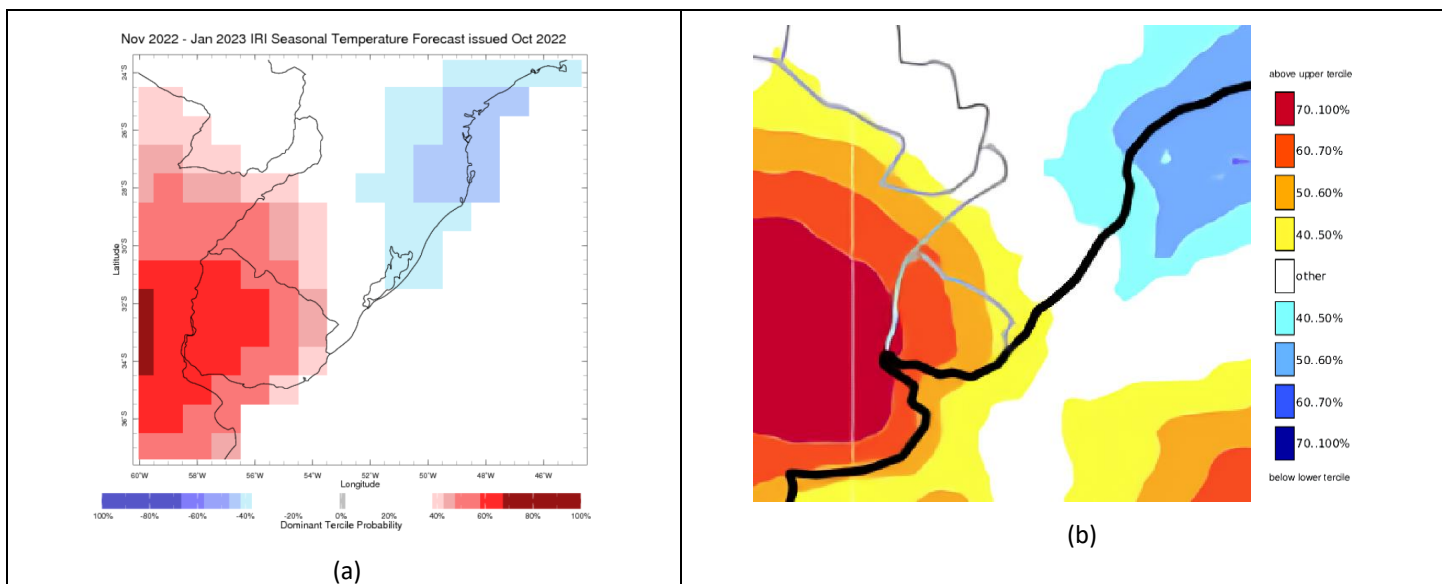 Nov 2022 - Jan 2023 IRI Seasonal Temperature Forecast issued Oct 2022
24°S
26°S
28°S
30°S
32°S
34°S
36°S
Latitude
60°W
58°W
56°W
54°W
52°W
50°W
48°W
46°W
Longitude
100%
-80%
-60%
-40%
-20%
0%
20%
40%
60%
80%
100%
Dominant Tercile Probability
(a)
above upper tercile
70..100%
60..70%
50..60%
40..50%
other
40..50%
50..60%
60..70%
70..100%
below lower tercile
(b)